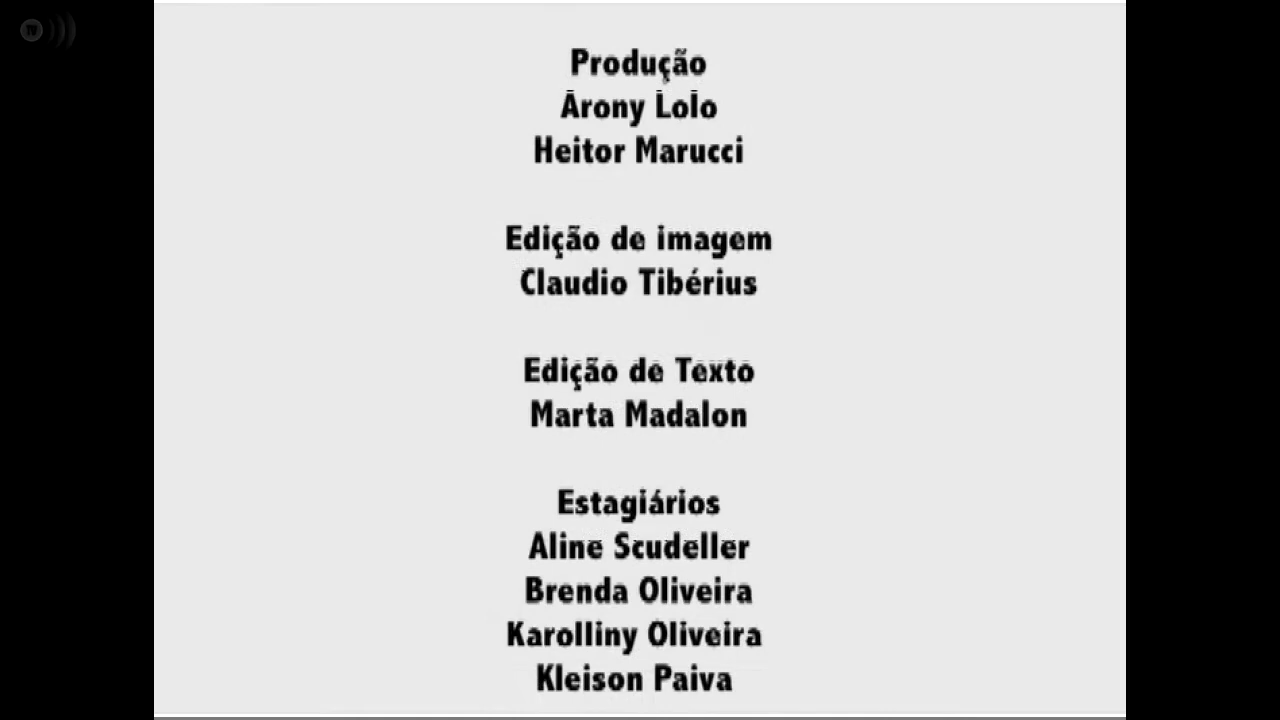 Produção
Arony Lolo
Heitor Marucci
Edição de imagem
Claudio Tibérius
Edição de Texto
Marta Madalon
Estagiários
Aline Scudeller
Brenda Oliveira
Karolliny Oliveira
Kleison Paiva